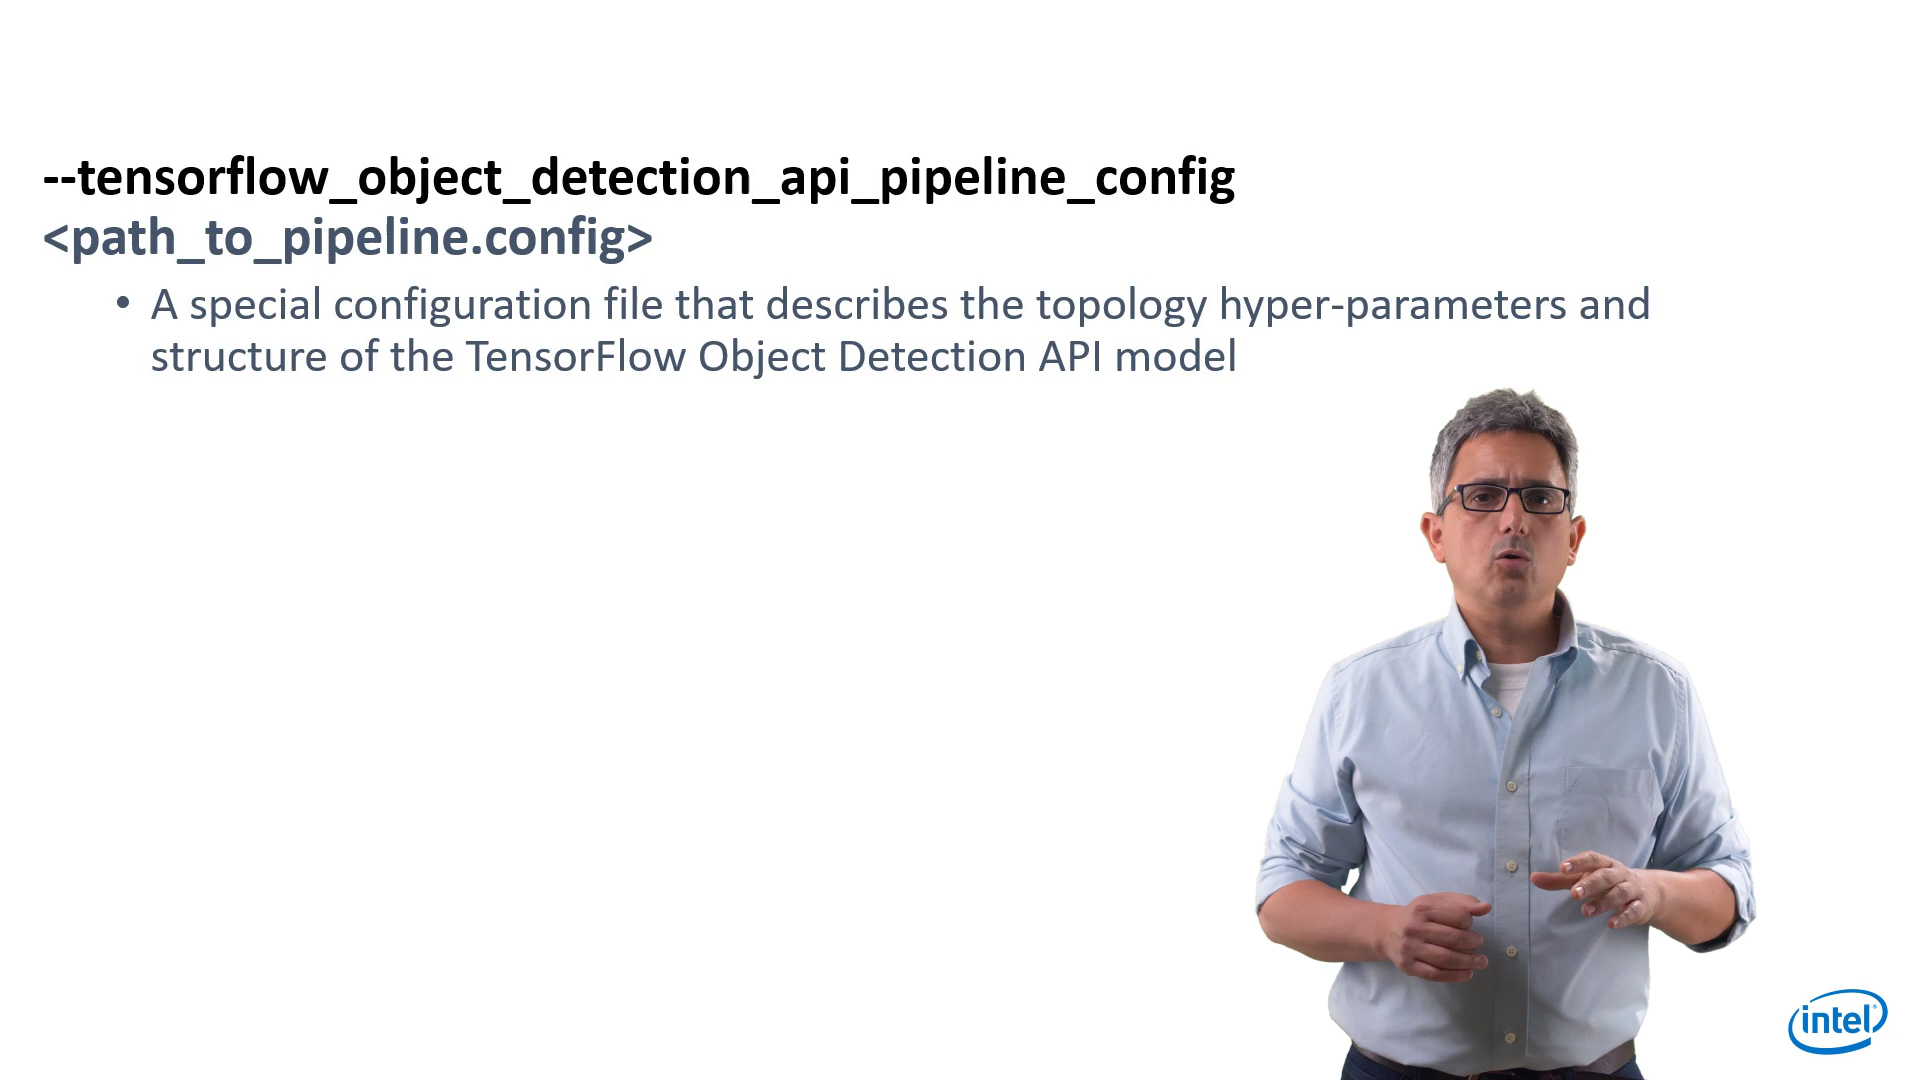 --tensorflow_object_detection_api_pipeline_config
<path_to_pipeline.config>
• A special configuration file that describes the topology hyper-parameters and
structure of the TensorFlow Object Detection API model
intel